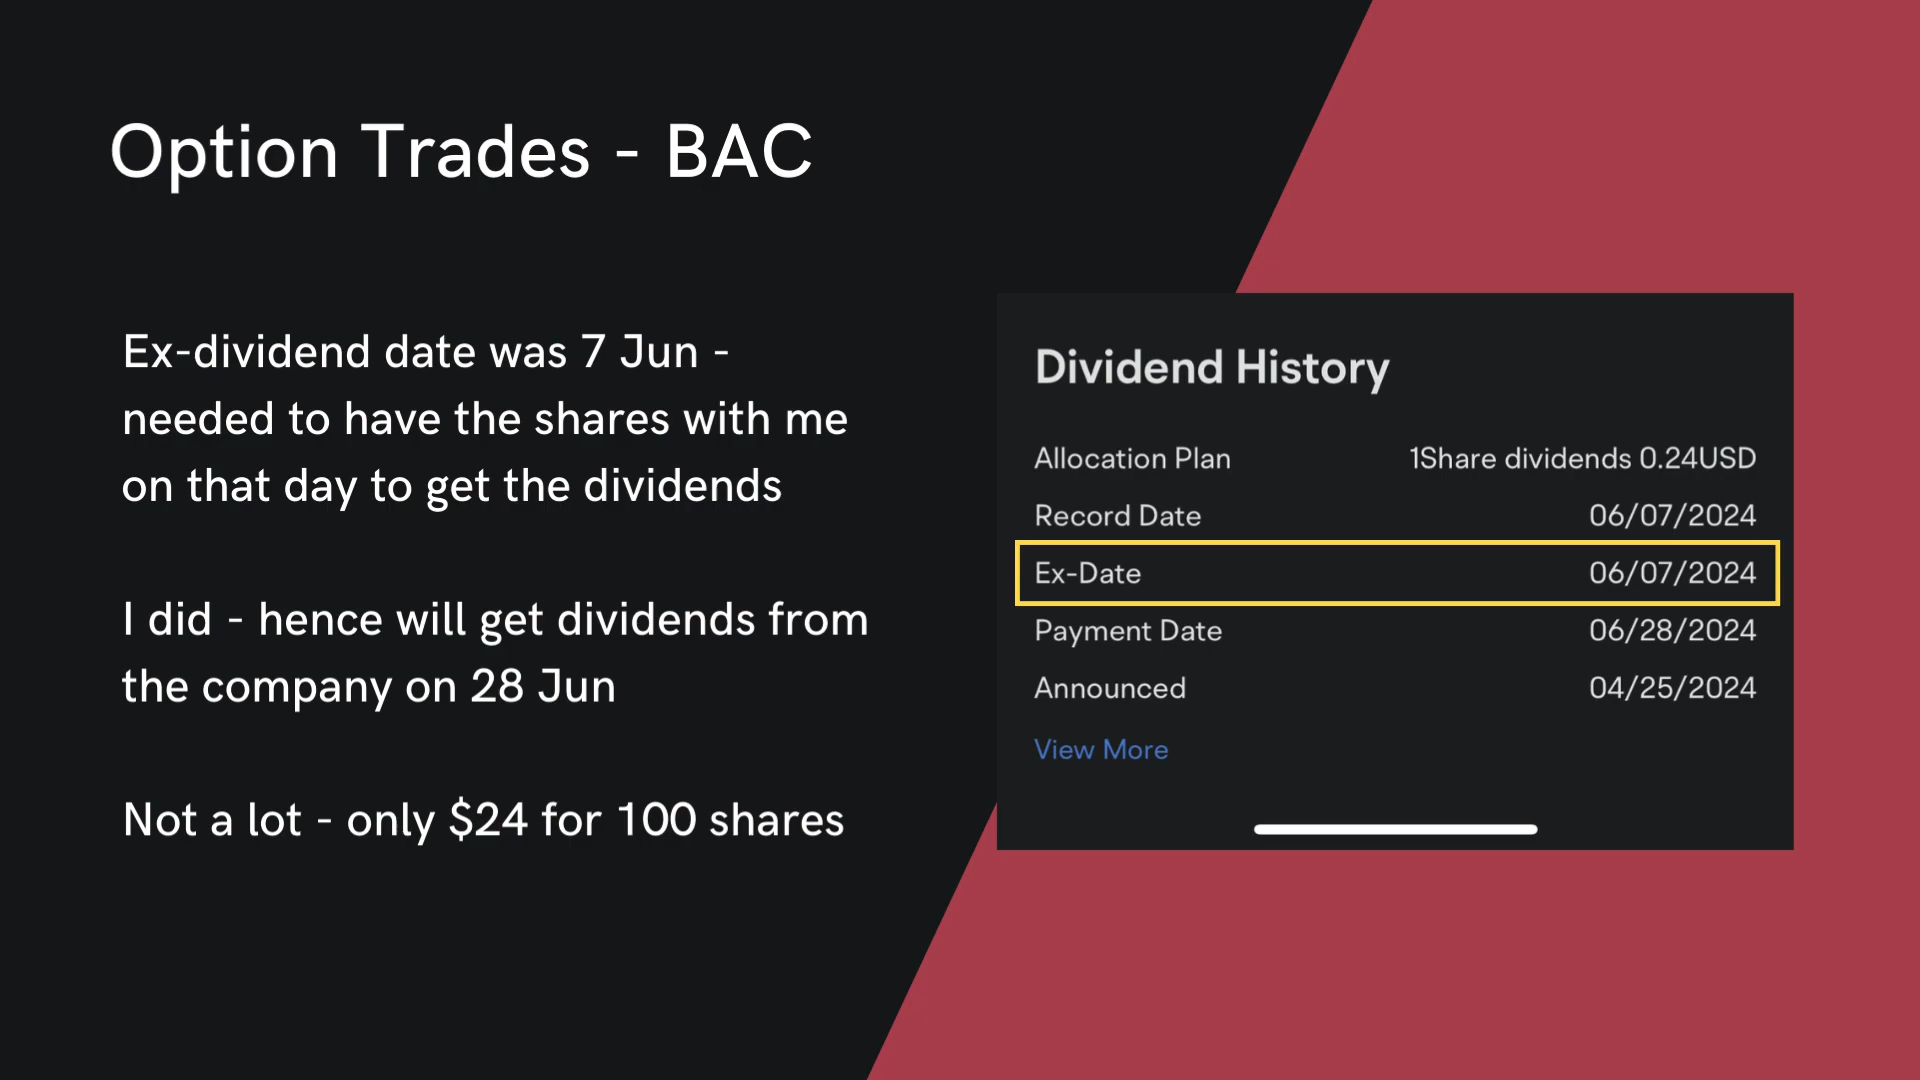 Option Trades - BAC
Ex-dividend date was 7 Jun -
needed to have the shares with me
on that day to get the dividends
I did - hence will get dividends from
the company on 28 Jun
Not a lot - only $24 for 100 shares
Dividend History
Allocation Plan 1Share dividends 0.24USD
Record Date 06/07/2024
Ex-Date 06/07/2024
Payment Date 06/28/2024
Announced 04/25/2024
View More